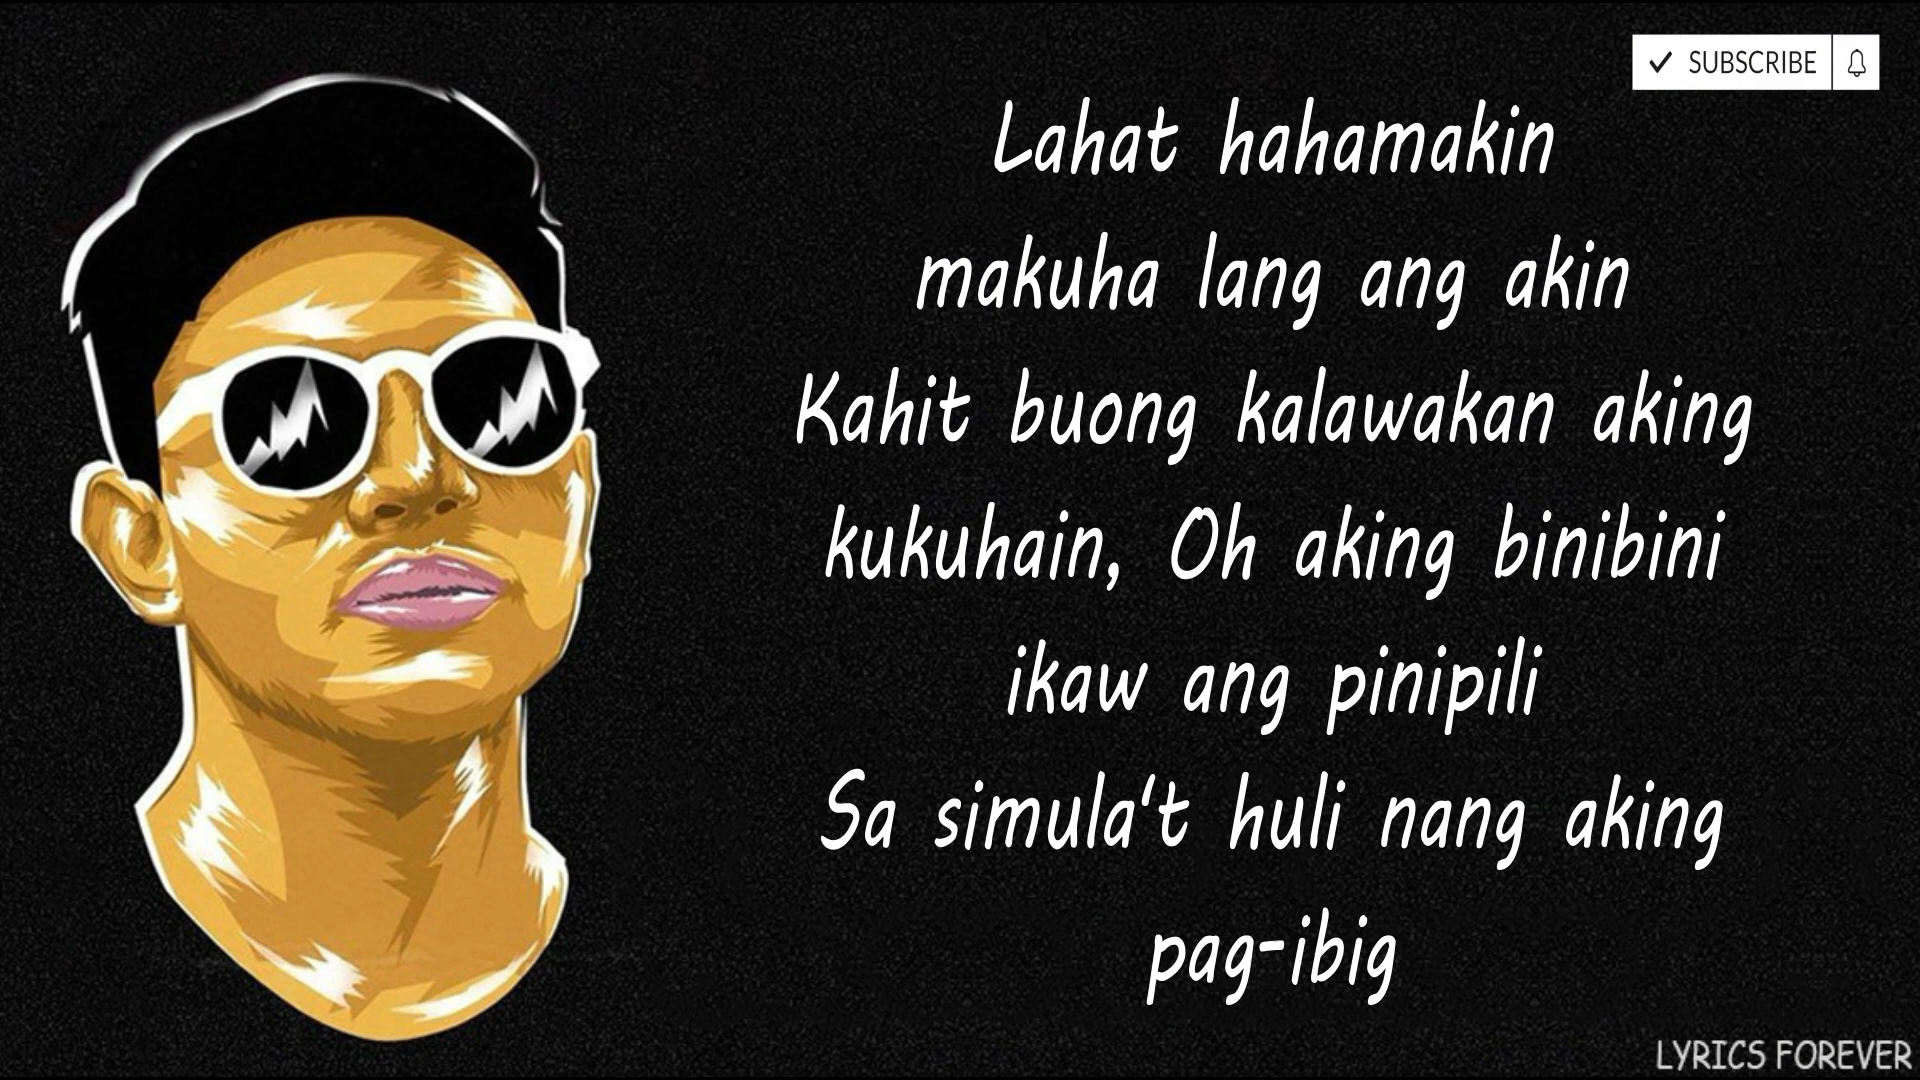 SUBSCRIBE
Lahat hahamakin
makuha lang ang akin
Kahit buong kalawakan aking
kukuhain, Oh aking binibini
ikaw ang pinipili
Sa simula't huli nang aking
pag-ibig
LYRICS FOREVER